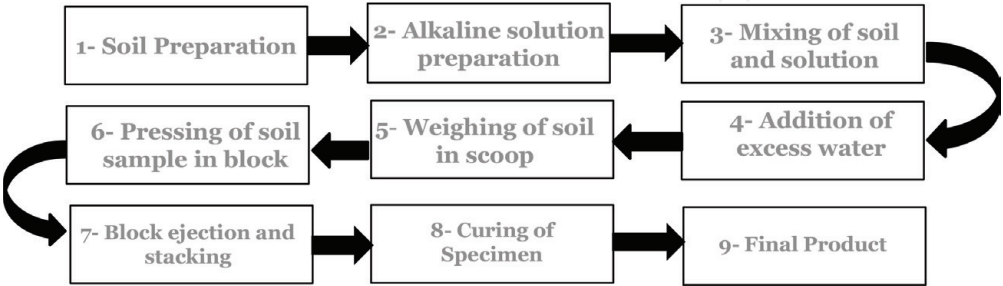 1- Soil Preparation
2- Alkaline solution
preparation
3- Mixing of soil
and solution
4- Addition of
excess water
5- Weighing of soil
in scoop
6- Pressing of soil
sample in block
7- Block ejection and
stacking
8- Curing of
Specimen
9- Final Product